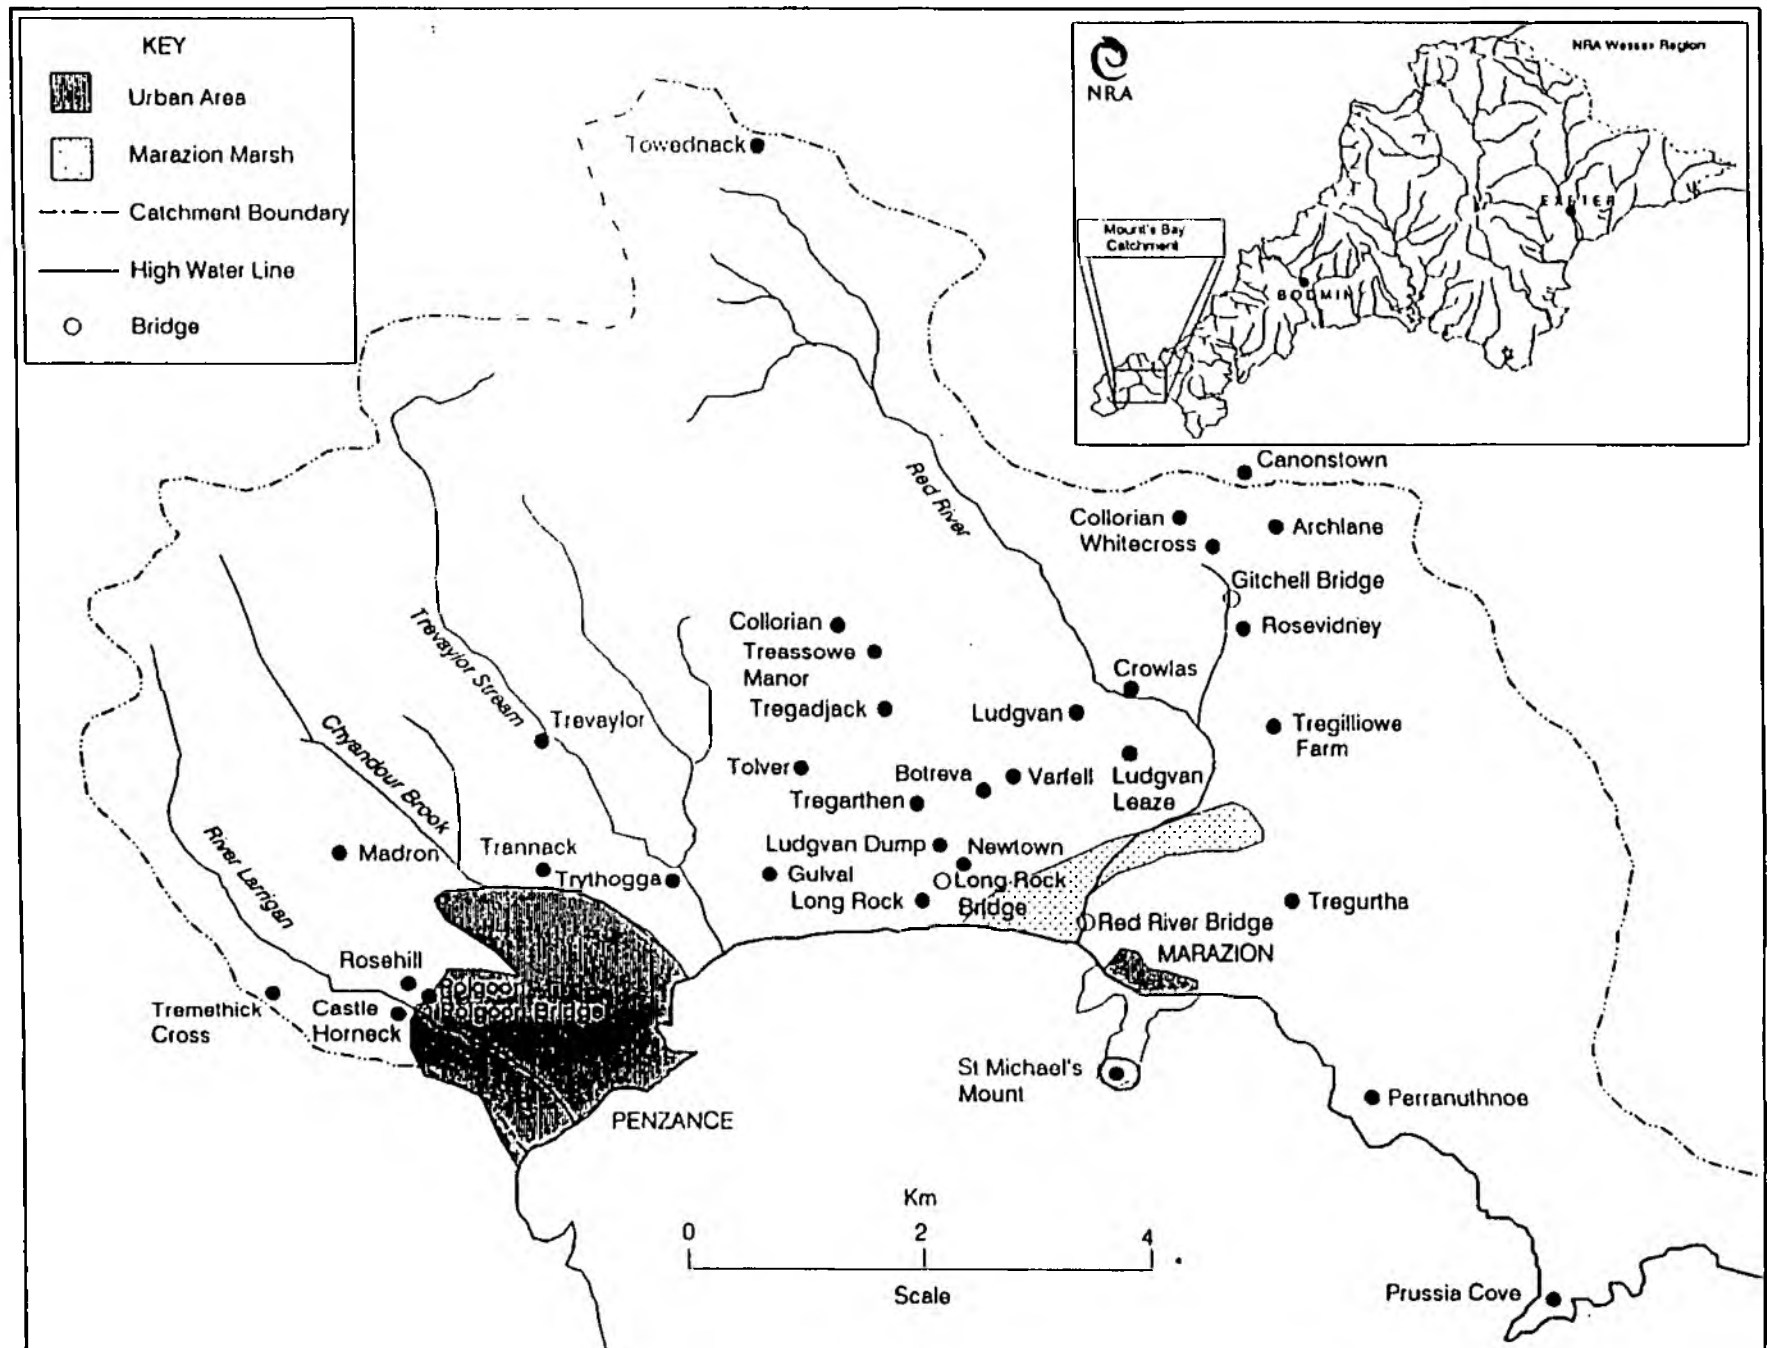 KEY
Urban Area
Marazion Marsh
Catchment Boundary
High Water Line
Bridge
NRA
NRA Wessex Region
EXETER
BODMIN
Mount's Bay
Catchment
Towednack
Red River
Canonstown
Collorian
Whitecross
Archlane
Gitchell Bridge
Rosevidney
Crowlas
Tregilliowe
Farm
Trevaylor Stream
Trevaylor
Collorian
Treassowe
Manor
Tregadjack
Ludgvan
Tolver
Botreva
Varfell
Ludgvan
Leaze
Tregarthen
Chyandour Brook
River Larrigan
Madron
Trannack
Trythogga
Ludgvan Dump
Newtown
Gulval
Long Rock
Bridge
Long Rock
Red River Bridge
Tregurtha
MARAZION
Rosehill
Polgoon
Polgoon Bridge
Tremethick
Cross
Castle
Horneck
PENZANCE
St Michael's
Mount
Perranuthnoe
Prussia Cove
Km
0 2 4
Scale